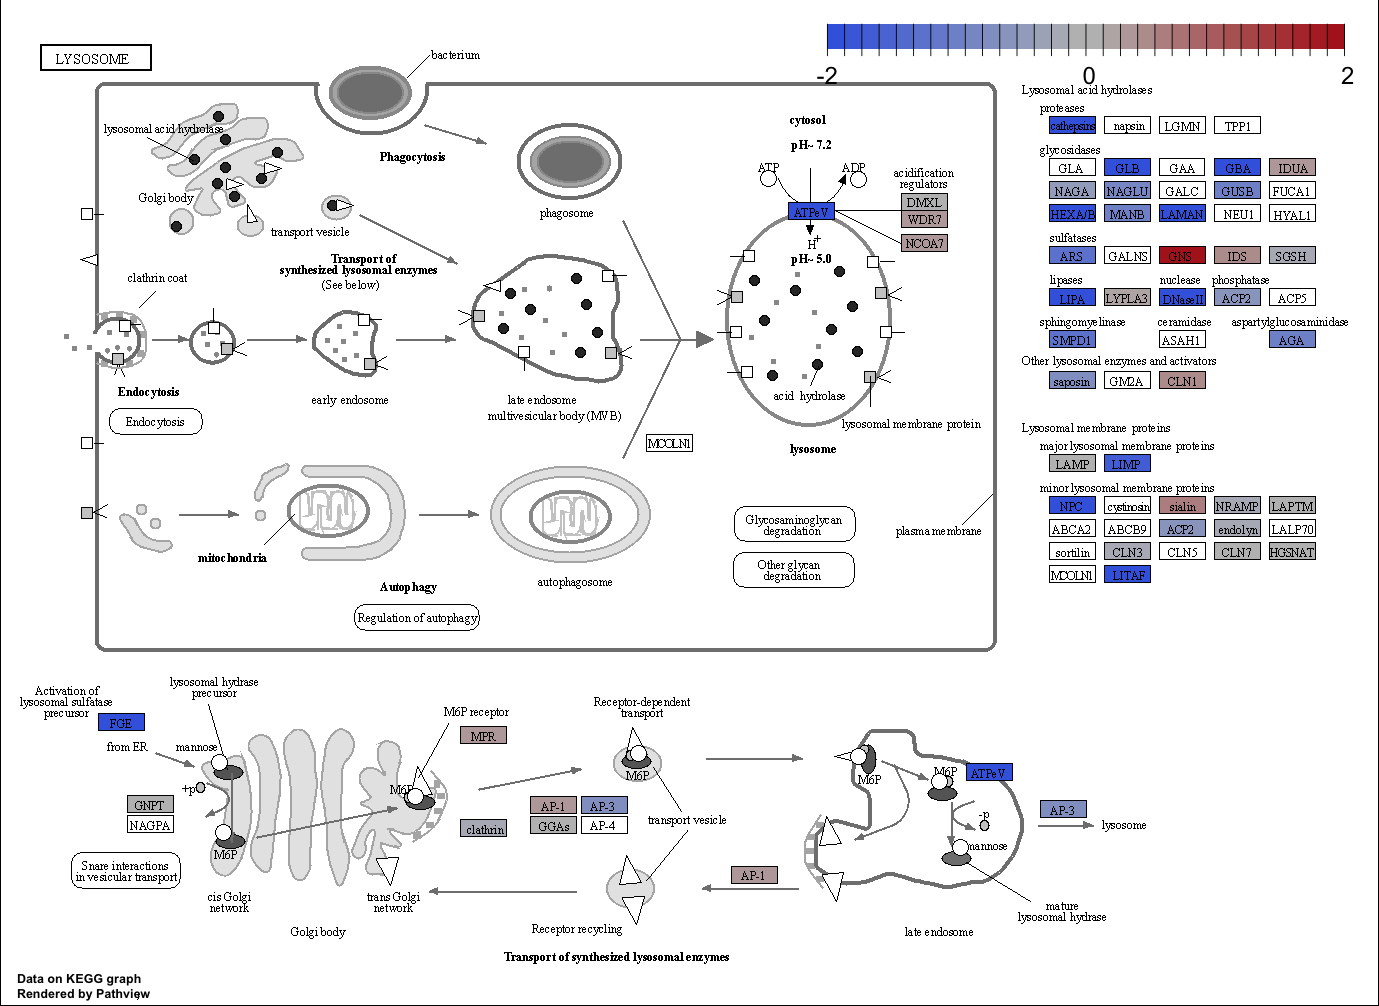 LYSOSOME
bacterium
-2
0
2
lysosomal acid hydrolase
Golgi body
transport vesicle
Phagocytosis
phagosome
Transport of
synthesized lysosomal enzymes
(See below)
clathrin coat
Endocytosis
Endocytosis
early endosome
late endosome
multivesicular body (MVB)
MCOLN1
cytosol
pH~ 7.2
ATP
ADP
ATPeV
H+
pH~ 5.0
acidification
regulators
DMXL
WDR7
NCOA7
acid hydrolase
lysosomal membrane protein
lysosome
mitochondria
Autophagy
Regulation of autophagy
autophagosome
Glycosaminoglycan
degradation
Other glycan
degradation
plasma membrane
Lysosomal acid hydrolases
proteases
cathepsins napsin LGMN TPP1
glycosidases
GLA GLB GAA GBA IDUA
NAGA NAGLU GALC GUSB FUCA1
HEXA/B MANB LAMAN NEU1 HYAL1
sulfatases
ARS GALNS GNS IDS SGSH
lipases nuclease phosphatase
LIPA LYPLA3 DNaseII ACP2 ACP5
sphingomyelinase ceramidase aspartylglucosaminidase
SMPD1 ASAH1 AGA
Other lysosomal enzymes and activators
saposin GM2A CLN1
Lysosomal membrane proteins
major lysosomal membrane proteins
LAMP LIMP
minor lysosomal membrane proteins
NPC cystinosin sialin NRAMP LAPTM
ABCA2 ABCB9 ACP2 endolyn LALP70
sortilin CLN3 CLN5 CLN7 HGSNAT
MCOLN1 LITAF
Activation of
lysosomal sulfatase
precursor
FGE
from ER
lysosomal hydrase
precursor
mannose
+p
GNPT
NAGPA
M6P
Snare interactions
in vesicular transport
cis Golgi
network
Golgi body
trans Golgi
network
M6P
M6P receptor
MPR
clathrin
AP-1 AP-3
GGAs AP-4
Receptor-dependent
transport
M6P
transport vesicle
Receptor recycling
AP-1
M6P
M6P
ATPeV
-p
mannose
AP-3
lysosome
mature
lysosomal hydrase
late endosome
Transport of synthesized lysosomal enzymes
Data on KEGG graph
Rendered by Pathview